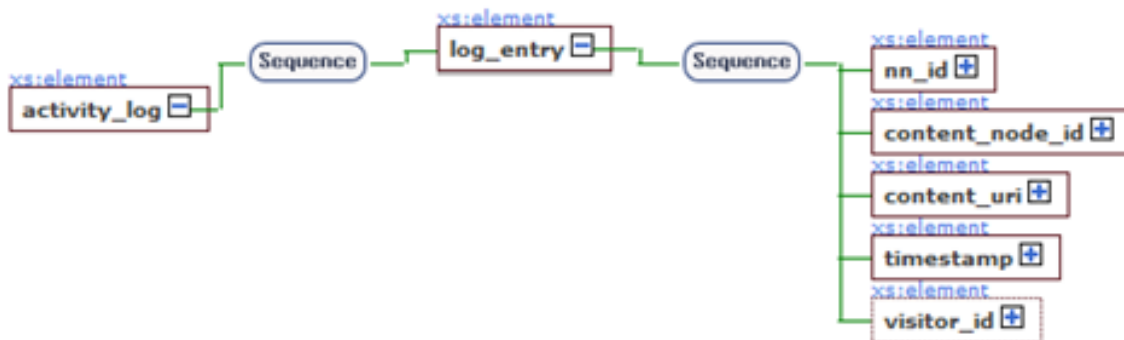 xs:element
activity_log
Sequence
xs:element
log_entry
Sequence
xs:element
nn_id
xs:element
content_node_id
xs:element
content_uri
xs:element
timestamp
xs:element
visitor_id